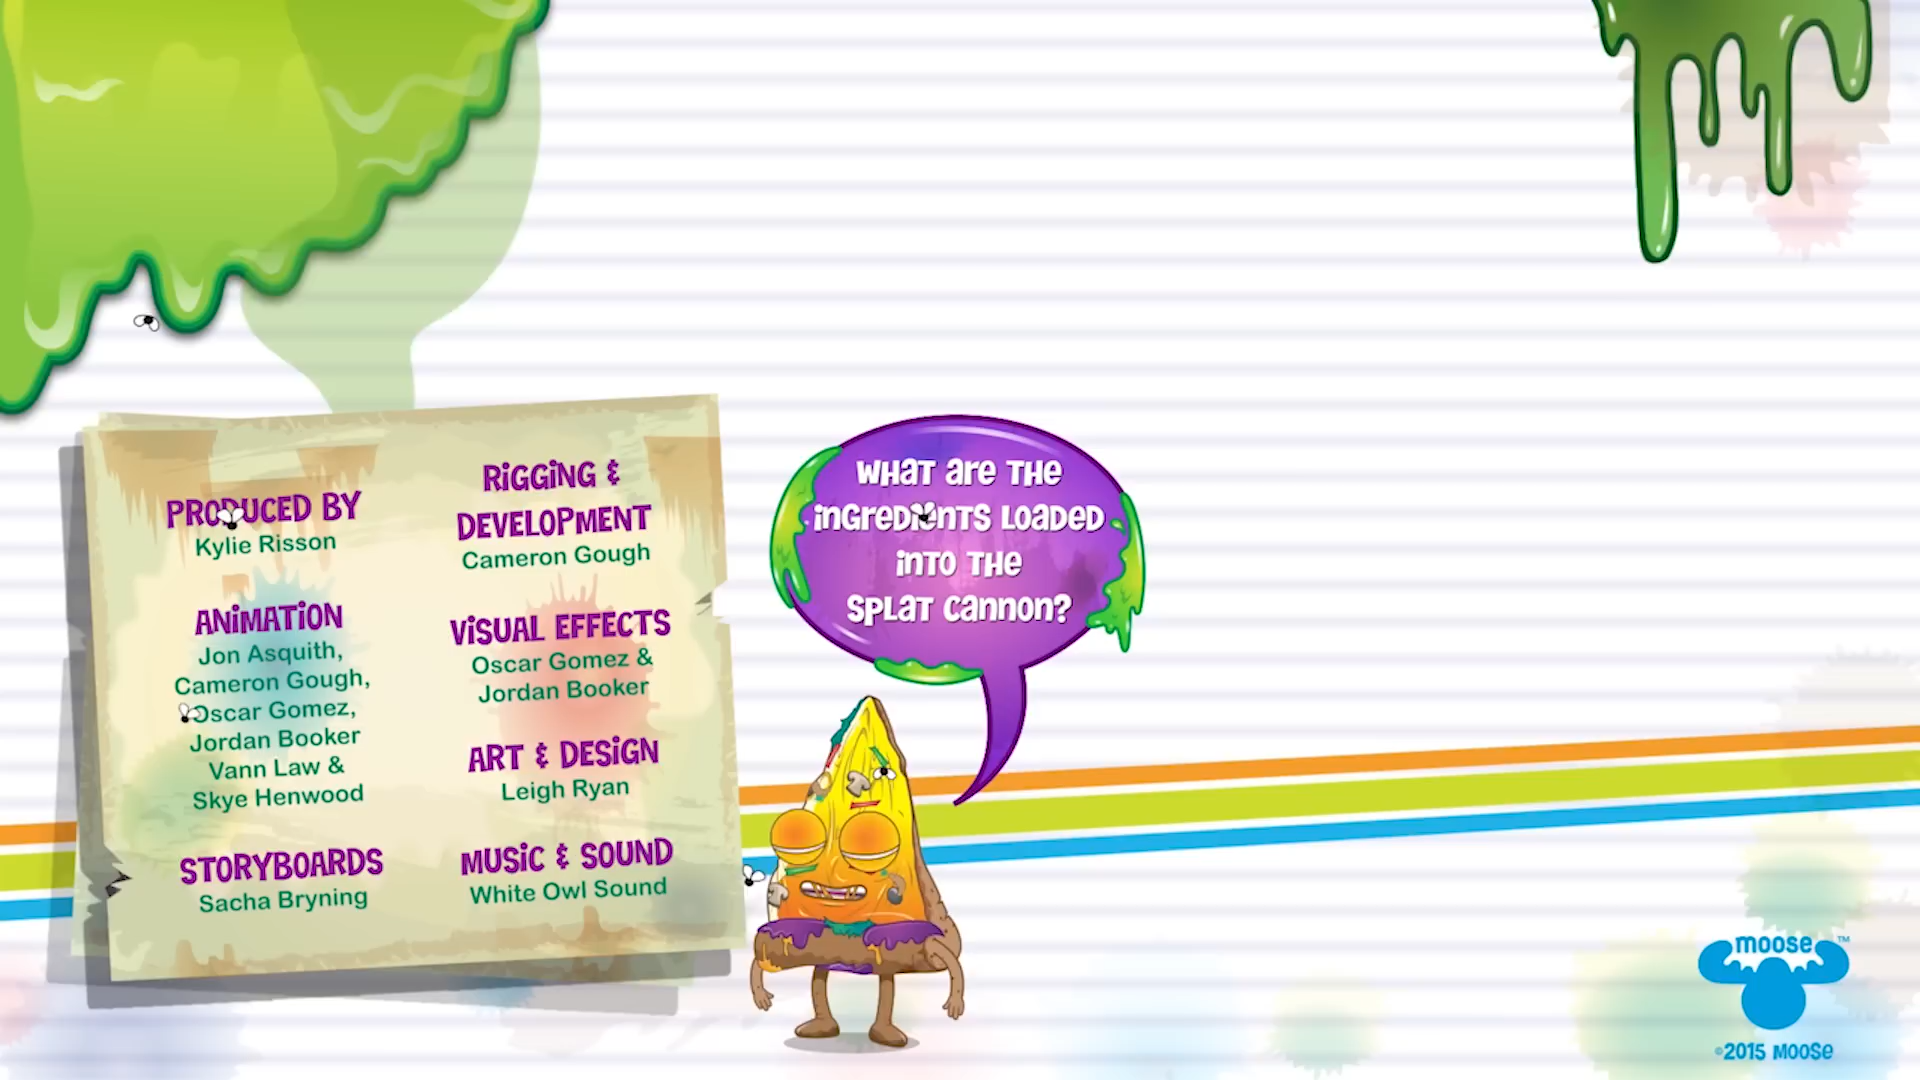 PRODUCED BY
Kylie Risson
ANiMATiON
Jon Asquith,
Cameron Gough,
Oscar Gomez,
Jordan Booker
Vann Law &
Skye Henwood
STORYBOARDS
Sacha Bryning
RiGGiNG &
DEVELOPMENT
Cameron Gough
ViSUAL EFFECTS
Oscar Gomez &
Jordan Booker
ART & DESiGN
Leigh Ryan
MUSiC & SOUND
White Owl Sound
WHAT ARE THE
iNGREDiENTS LOADED
iNTO THE
SPLAT CANNON?
moose™
©2015 MOOSE